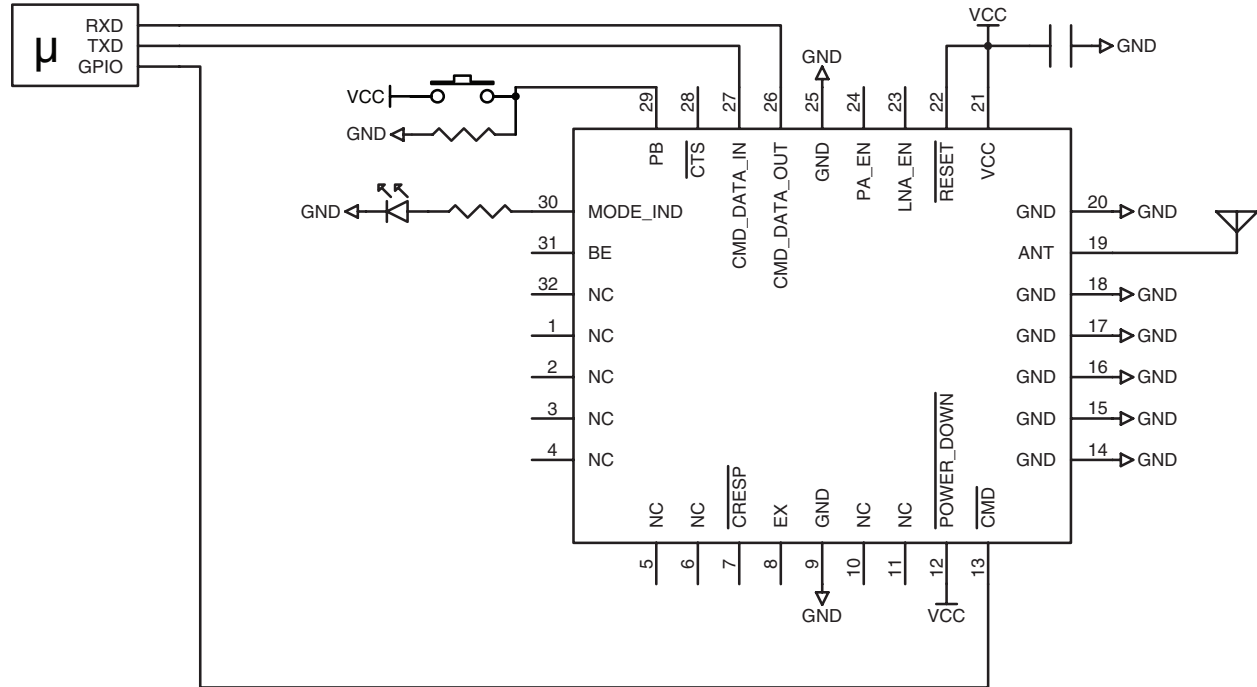 µ
RXD
TXD
GPIO
VCC
GND
VCC
GND
GND
29
28
27
26
25
24
23
22
21
PB
CTS
CMD_DATA_IN
CMD_DATA_OUT
GND
PA_EN
LNA_EN
RESET
VCC
GND
30 MODE_IND
31 BE
32 NC
1 NC
2 NC
3 NC
4 NC
GND 20 GND
ANT 19
GND 18 GND
GND 17 GND
GND 16 GND
GND 15 GND
GND 14 GND
NC
NC
CRESP
EX
GND
NC
NC
POWER_DOWN
CMD
5
6
7
8
9
10
11
12
13
GND
VCC